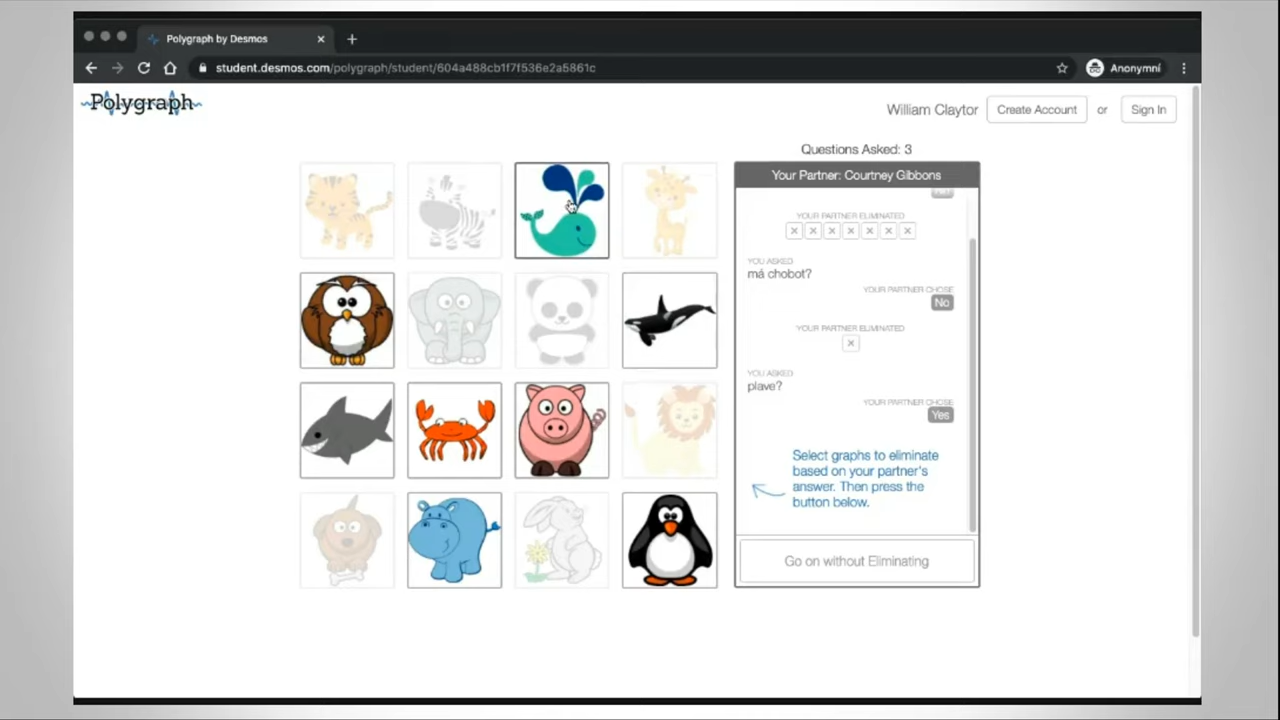 Polygraph by Desmos
student.desmos.com/polygraph/student/604a488cb1f7f536e2a5861c
Anonymní
Polygraph
William Claytor
Create Account
or
Sign In
Questions Asked: 3
Your Partner: Courtney Gibbons
YOUR PARTNER ELIMINATED
YOU ASKED
má chobot?
YOUR PARTNER CHOSE
No
YOUR PARTNER ELIMINATED
YOU ASKED
plave?
YOUR PARTNER CHOSE
Yes
Select graphs to eliminate
based on your partner's
answer. Then press the
button below.
Go on without Eliminating